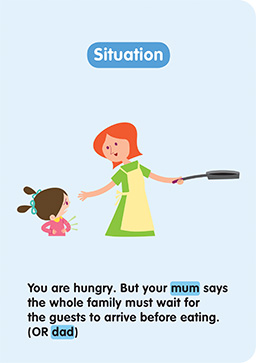 Situation
You are hungry. But your mum says
the whole family must wait for
the guests to arrive before eating.
(OR dad)